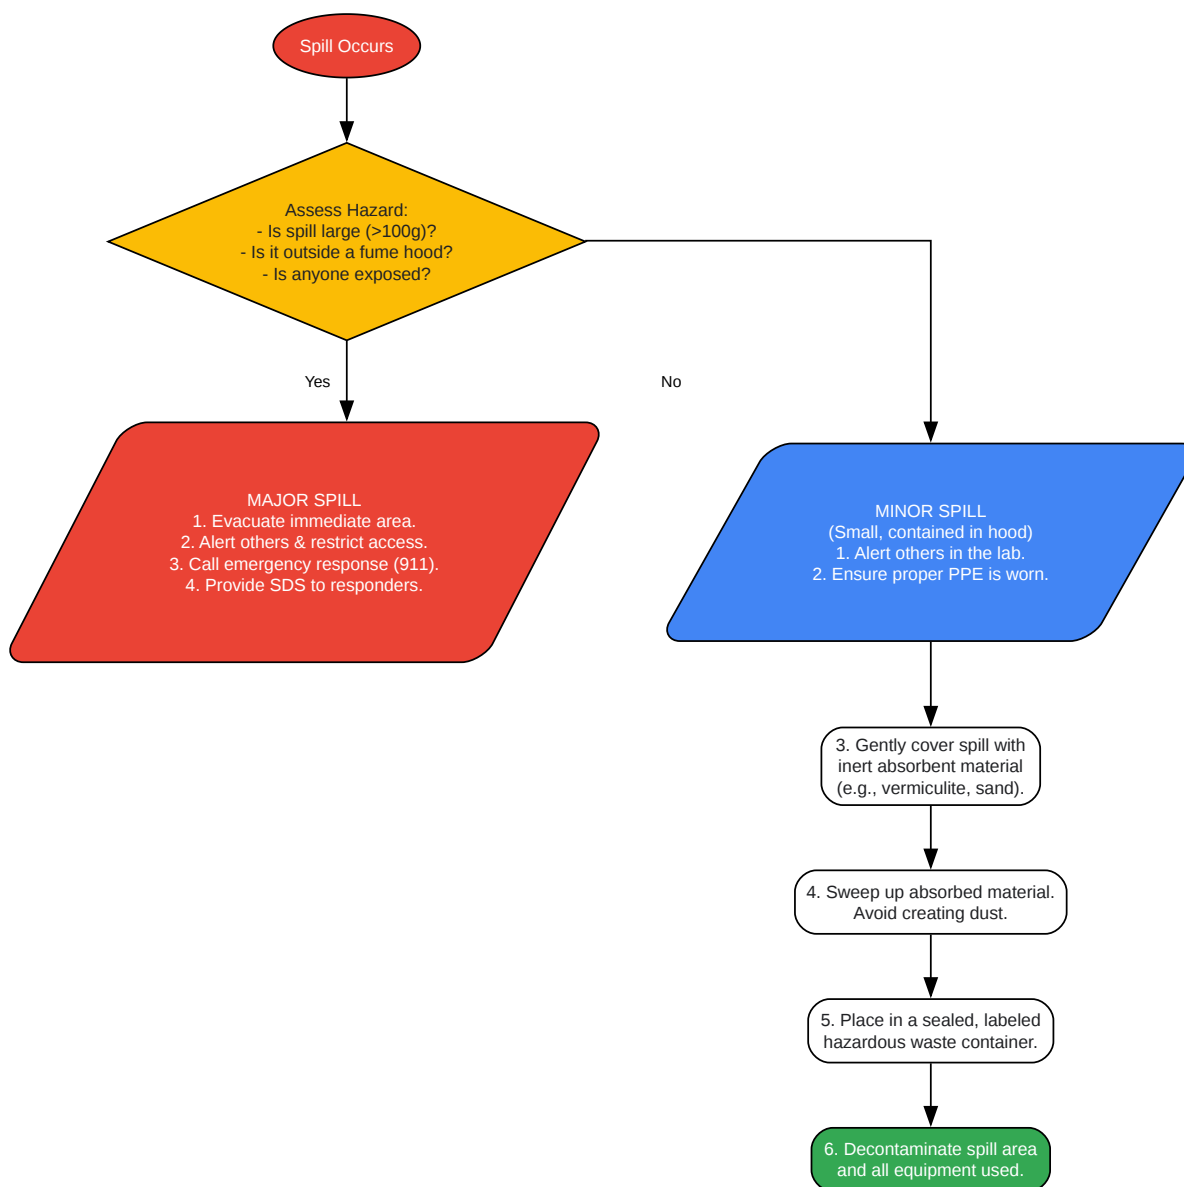 Spill Occurs
Assess Hazard:
- Is spill large (>100g)?
- Is it outside a fume hood?
- Is anyone exposed?
Yes
No
MAJOR SPILL
1. Evacuate immediate area.
2. Alert others & restrict access.
3. Call emergency response (911).
4. Provide SDS to responders.
MINOR SPILL
(Small, contained in hood)
1. Alert others in the lab.
2. Ensure proper PPE is worn.
3. Gently cover spill with
inert absorbent material
(e.g., vermiculite, sand).
4. Sweep up absorbed material.
Avoid creating dust.
5. Place in a sealed, labeled
hazardous waste container.
6. Decontaminate spill area
and all equipment used.